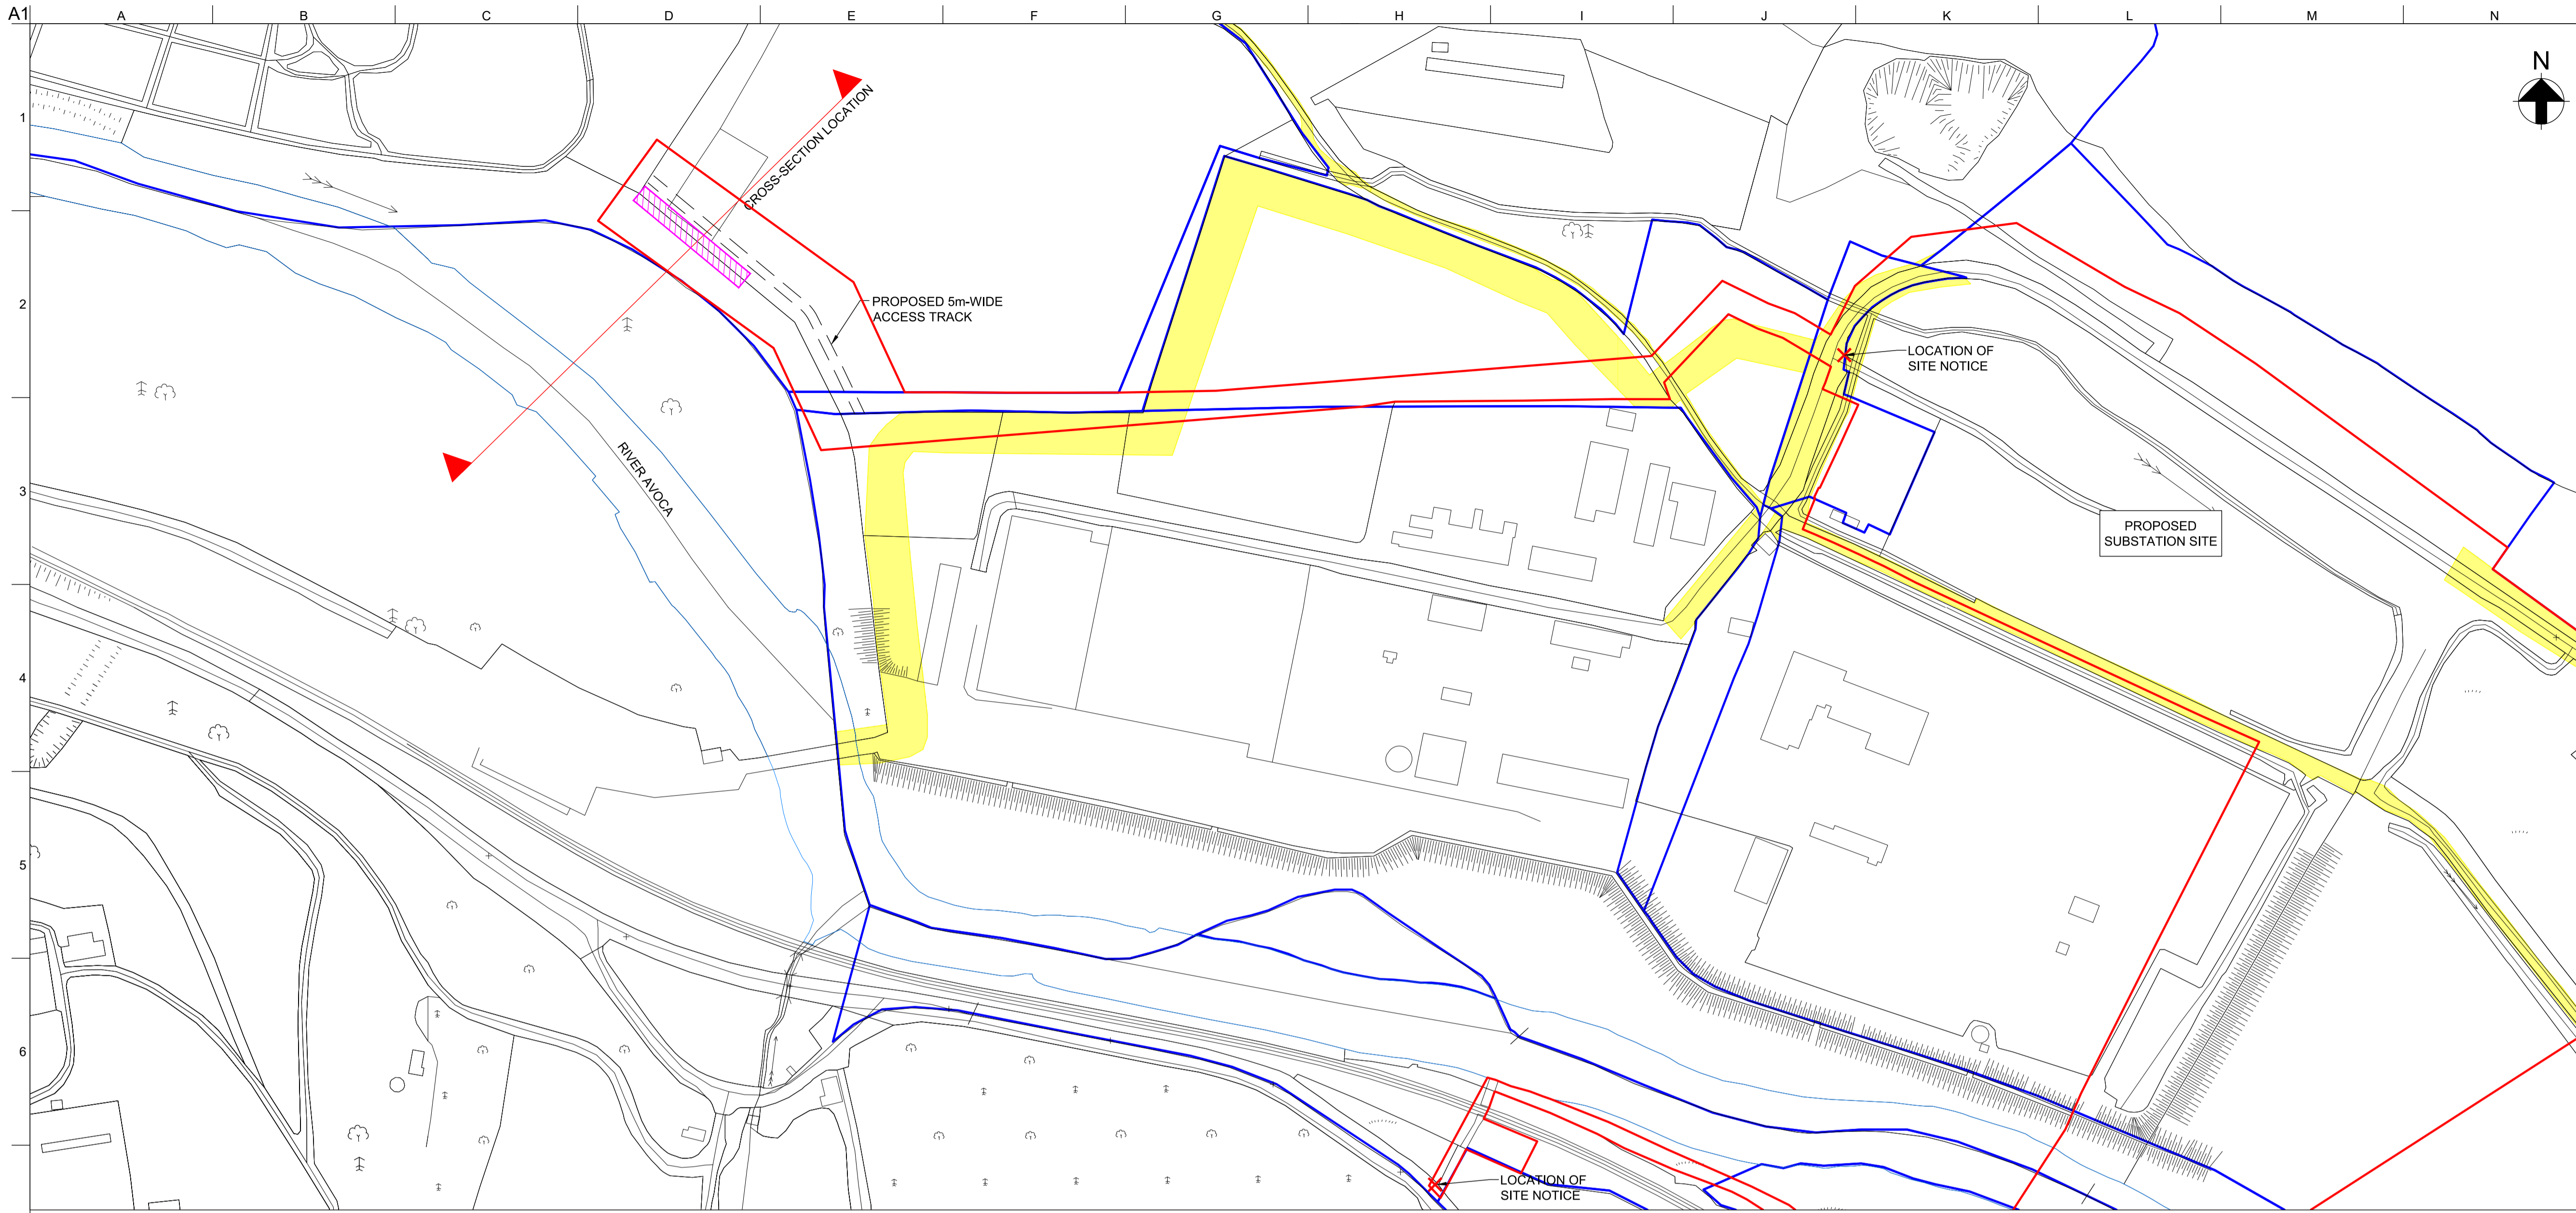 A1
A B C D E F G H I J K L M N
N
1
CROSS-SECTION LOCATION
2
PROPOSED 5m-WIDE
ACCESS TRACK
LOCATION OF
SITE NOTICE
3
RIVER AVOCA
PROPOSED
SUBSTATION SITE
4
5
6
LOCATION OF
SITE NOTICE